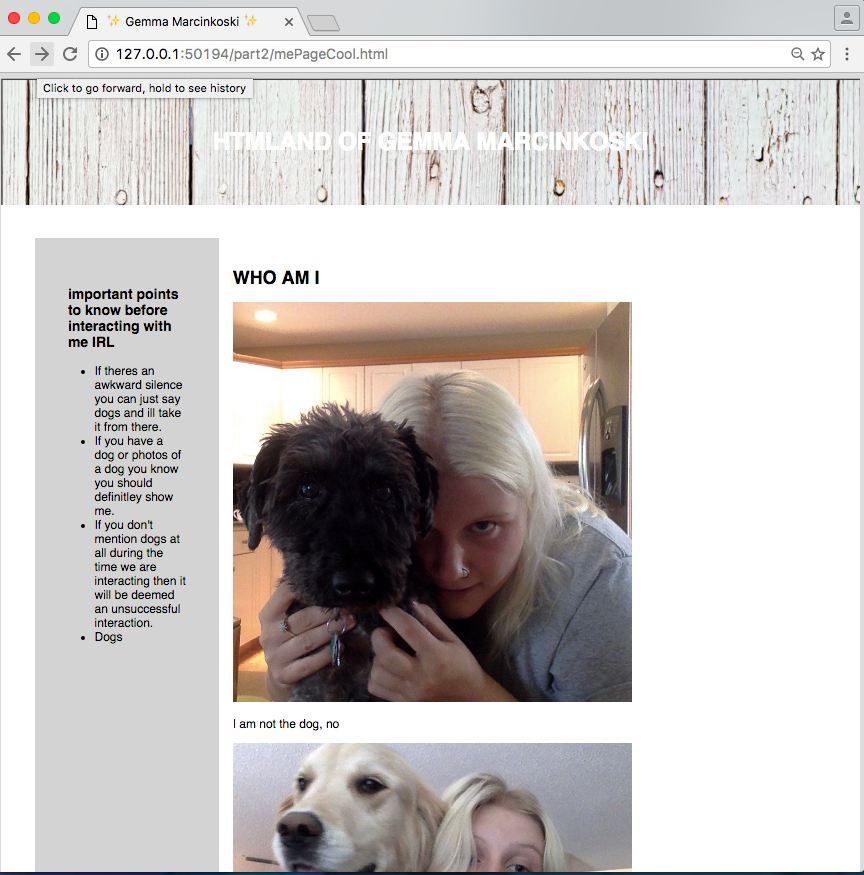 ✨ Gemma Marcinkoski ✨
127.0.0.1:50194/part2/mePageCool.html
Click to go forward, hold to see history
HTMLAND OF GEMMA MARCINKOSKI
important points
to know before
interacting with
me IRL
• If theres an
awkward silence
you can just say
dogs and ill take
it from there.
• If you have a
dog or photos of
a dog you know
you should
definitley show
me.
• If you don't
mention dogs at
all during the
time we are
interacting then it
will be deemed
an unsuccessful
interaction.
• Dogs
WHO AM I
I am not the dog, no